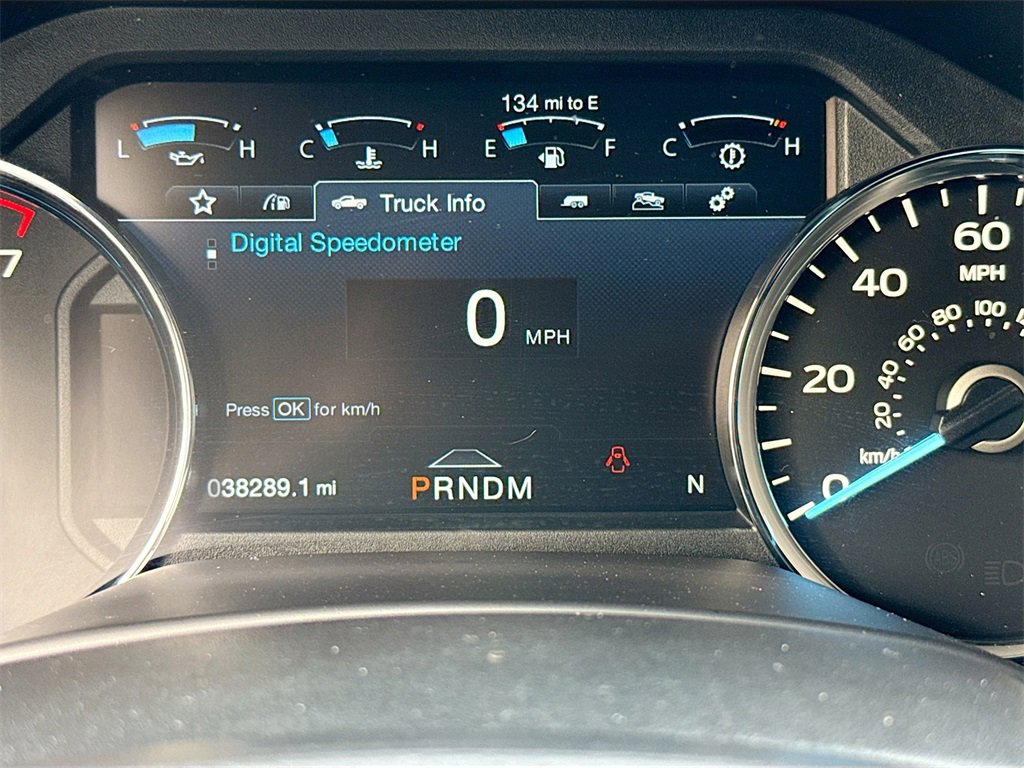 134 mi to E
L H C H E F C H
Truck Info
Digital Speedometer
0 MPH
Press OK for km/h
038289.1 mi
PRNDM
N
7
60
MPH
40
20
0
100
80
60
40
20
km/h